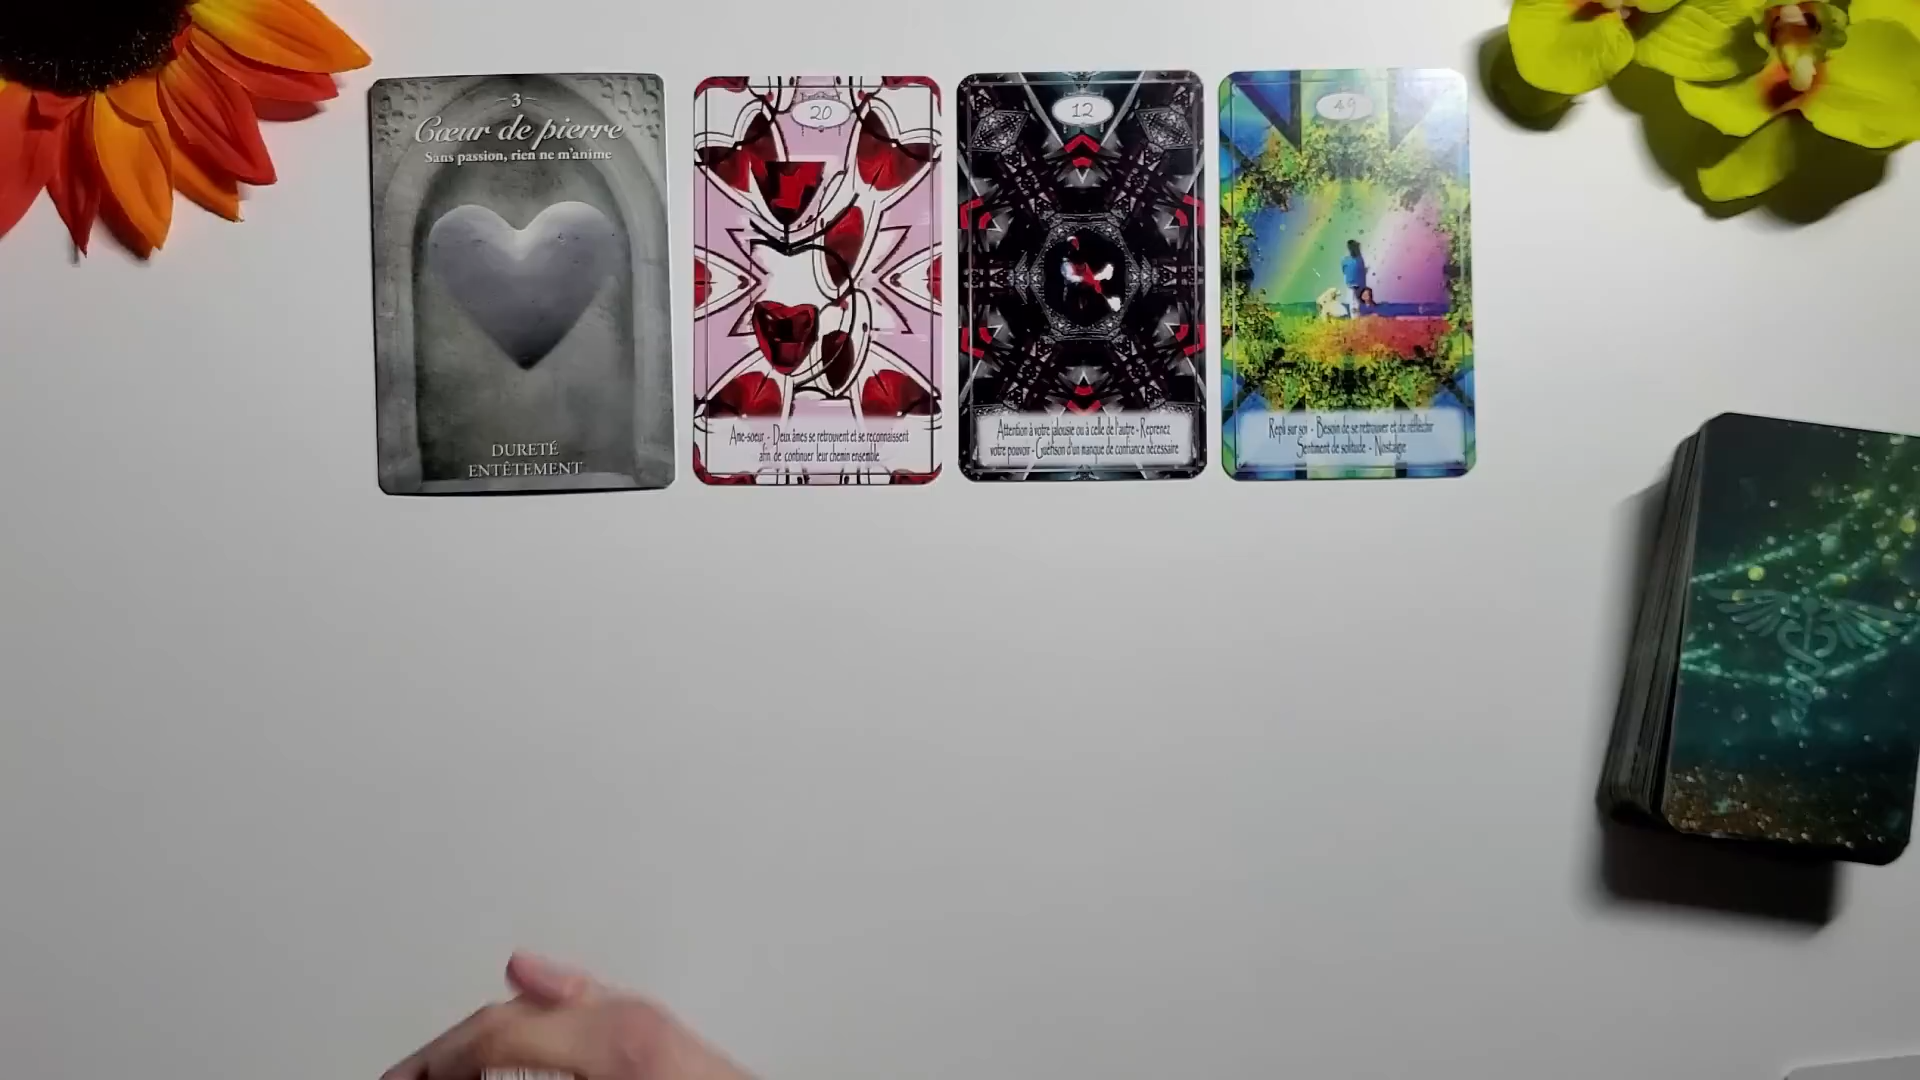 3
Cœur de pierre
Sans passion, rien ne m'anime
DURETÉ
ENTÊTEMENT
20
Ame-soeur - Deux âmes se retrouvent et se reconnaissent
afin de continuer leur chemin ensemble
12
Attention à votre jalousie ou à celle de l'autre - Reprenez
votre pouvoir - Guérison d'un manque de confiance nécessaire
49
Repli sur soi - Besoin de se retrouver et de réfléchir
Sentiment de solitude - Nostalgie